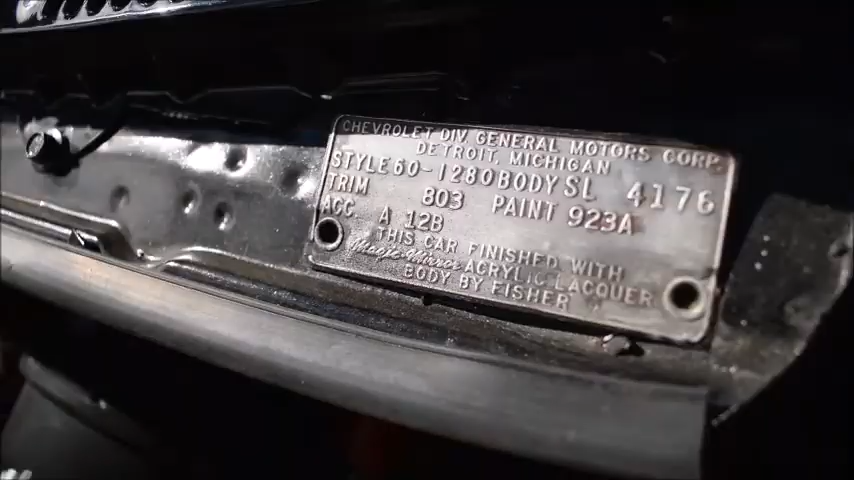 CHEVROLET DIV. GENERAL MOTORS CORP.
DETROIT, MICHIGAN
STYLE 60-1280 BODY SL 4176
TRIM 803 PAINT 923A
ACC A 12B
THIS CAR FINISHED WITH
Magic-Mirror ACRYLIC LACQUER
BODY BY FISHER